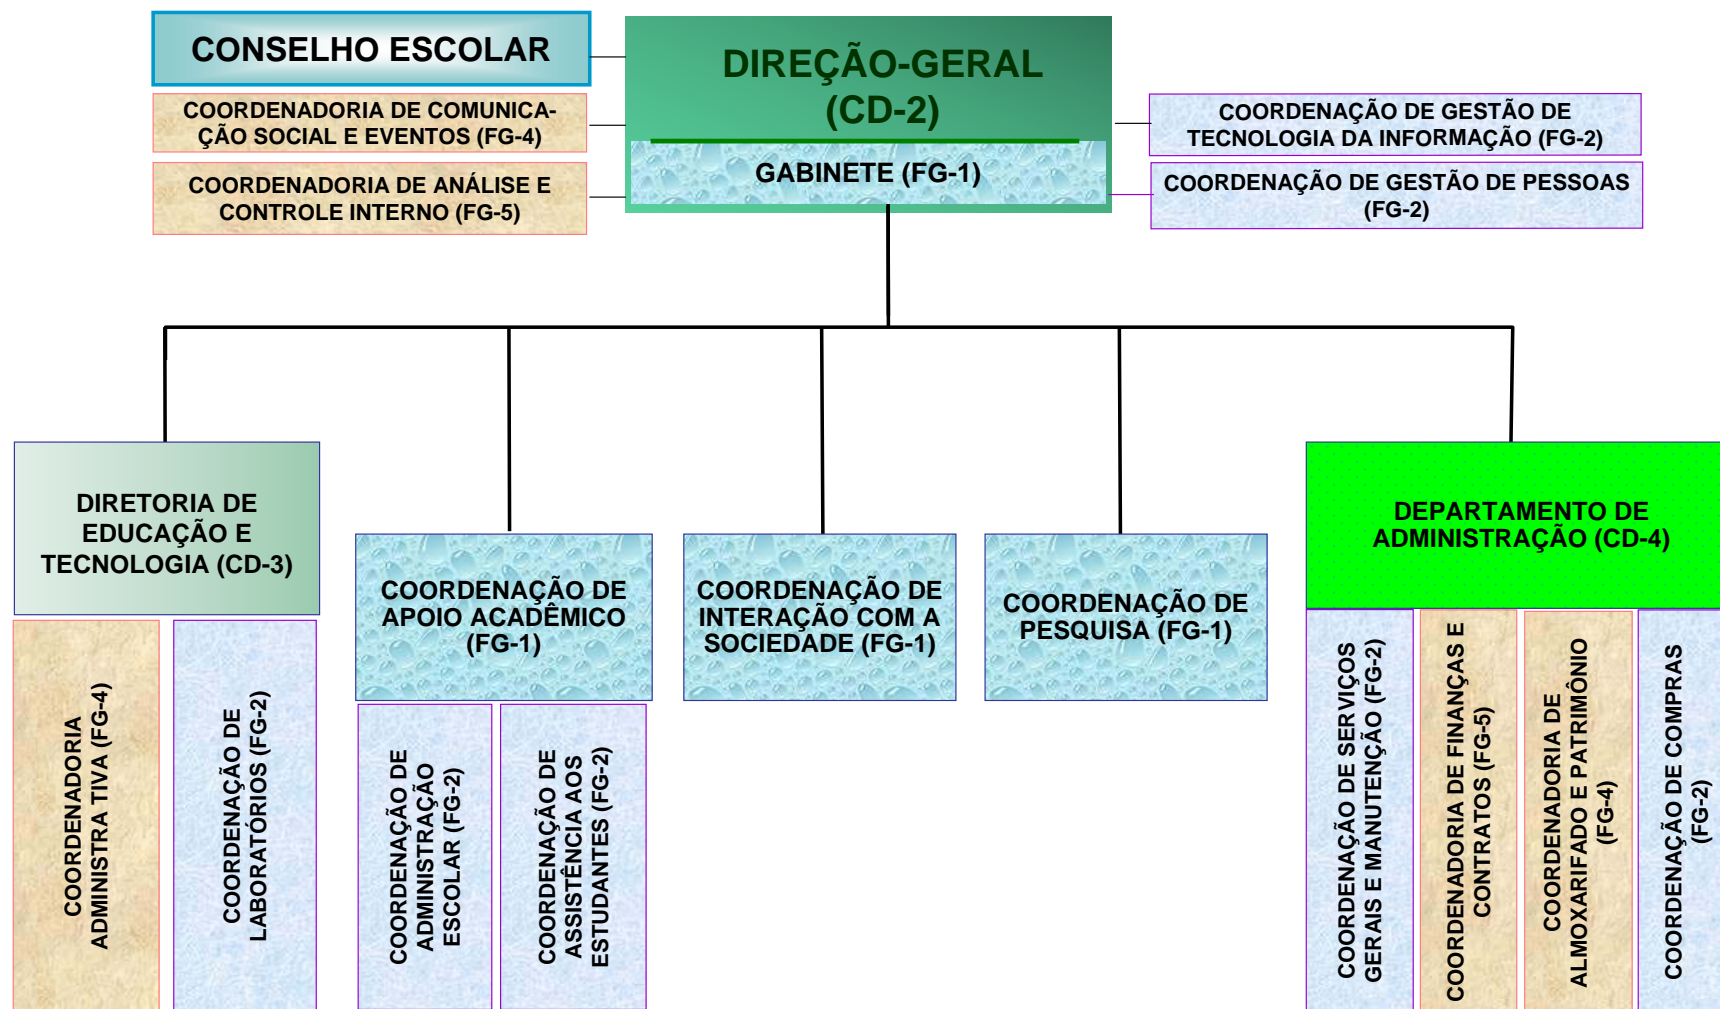 CONSELHO ESCOLAR
DIREÇÃO-GERAL
(CD-2)
GABINETE (FG-1)
COORDENADORIA DE COMUNICA-
ÇÃO SOCIAL E EVENTOS (FG-4)
COORDENADORIA DE ANÁLISE E
CONTROLE INTERNO (FG-5)
COORDENAÇÃO DE GESTÃO DE
TECNOLOGIA DA INFORMAÇÃO (FG-2)
COORDENAÇÃO DE GESTÃO DE PESSOAS
(FG-2)
DIRETORIA DE
EDUCAÇÃO E
TECNOLOGIA (CD-3)
COORDENAÇÃO DE
APOIO ACADÊMICO
(FG-1)
COORDENAÇÃO DE
INTERAÇÃO COM A
SOCIEDADE (FG-1)
COORDENAÇÃO DE
PESQUISA (FG-1)
DEPARTAMENTO DE
ADMINISTRAÇÃO (CD-4)
COORDENADORIA
ADMINISTRA TIVA (FG-4)
COORDENAÇÃO DE
LABORATÓRIOS (FG-2)
COORDENAÇÃO DE
ADMINISTRAÇÃO
ESCOLAR (FG-2)
COORDENAÇÃO DE
ASSISTÊNCIA AOS
ESTUDANTES (FG-2)
COORDENAÇÃO DE SERVIÇOS
GERAIS E MANUTENÇÃO (FG-2)
COORDENADORIA DE FINANÇAS E
CONTRATOS (FG-5)
COORDENADORIA DE
ALMOXARIFADO E PATRIMÔNIO
(FG-4)
COORDENAÇÃO DE COMPRAS
(FG-2)